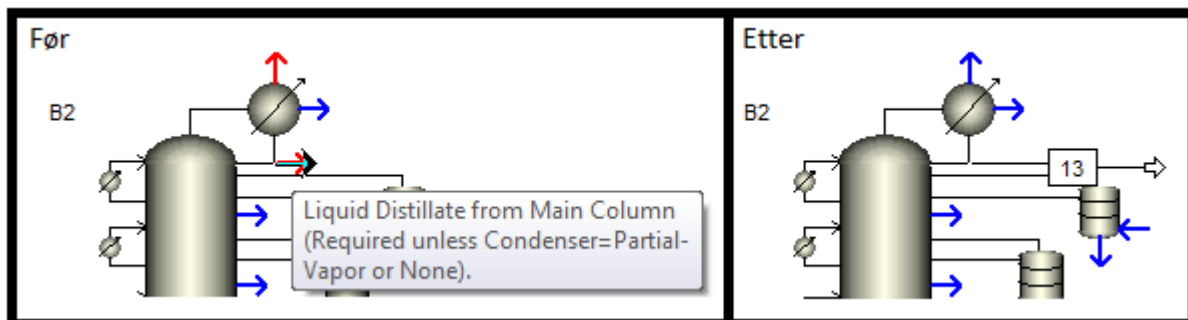 Før
B2
Liquid Distillate from Main Column
(Required unless Condenser=Partial-
Vapor or None).
Etter
B2
13